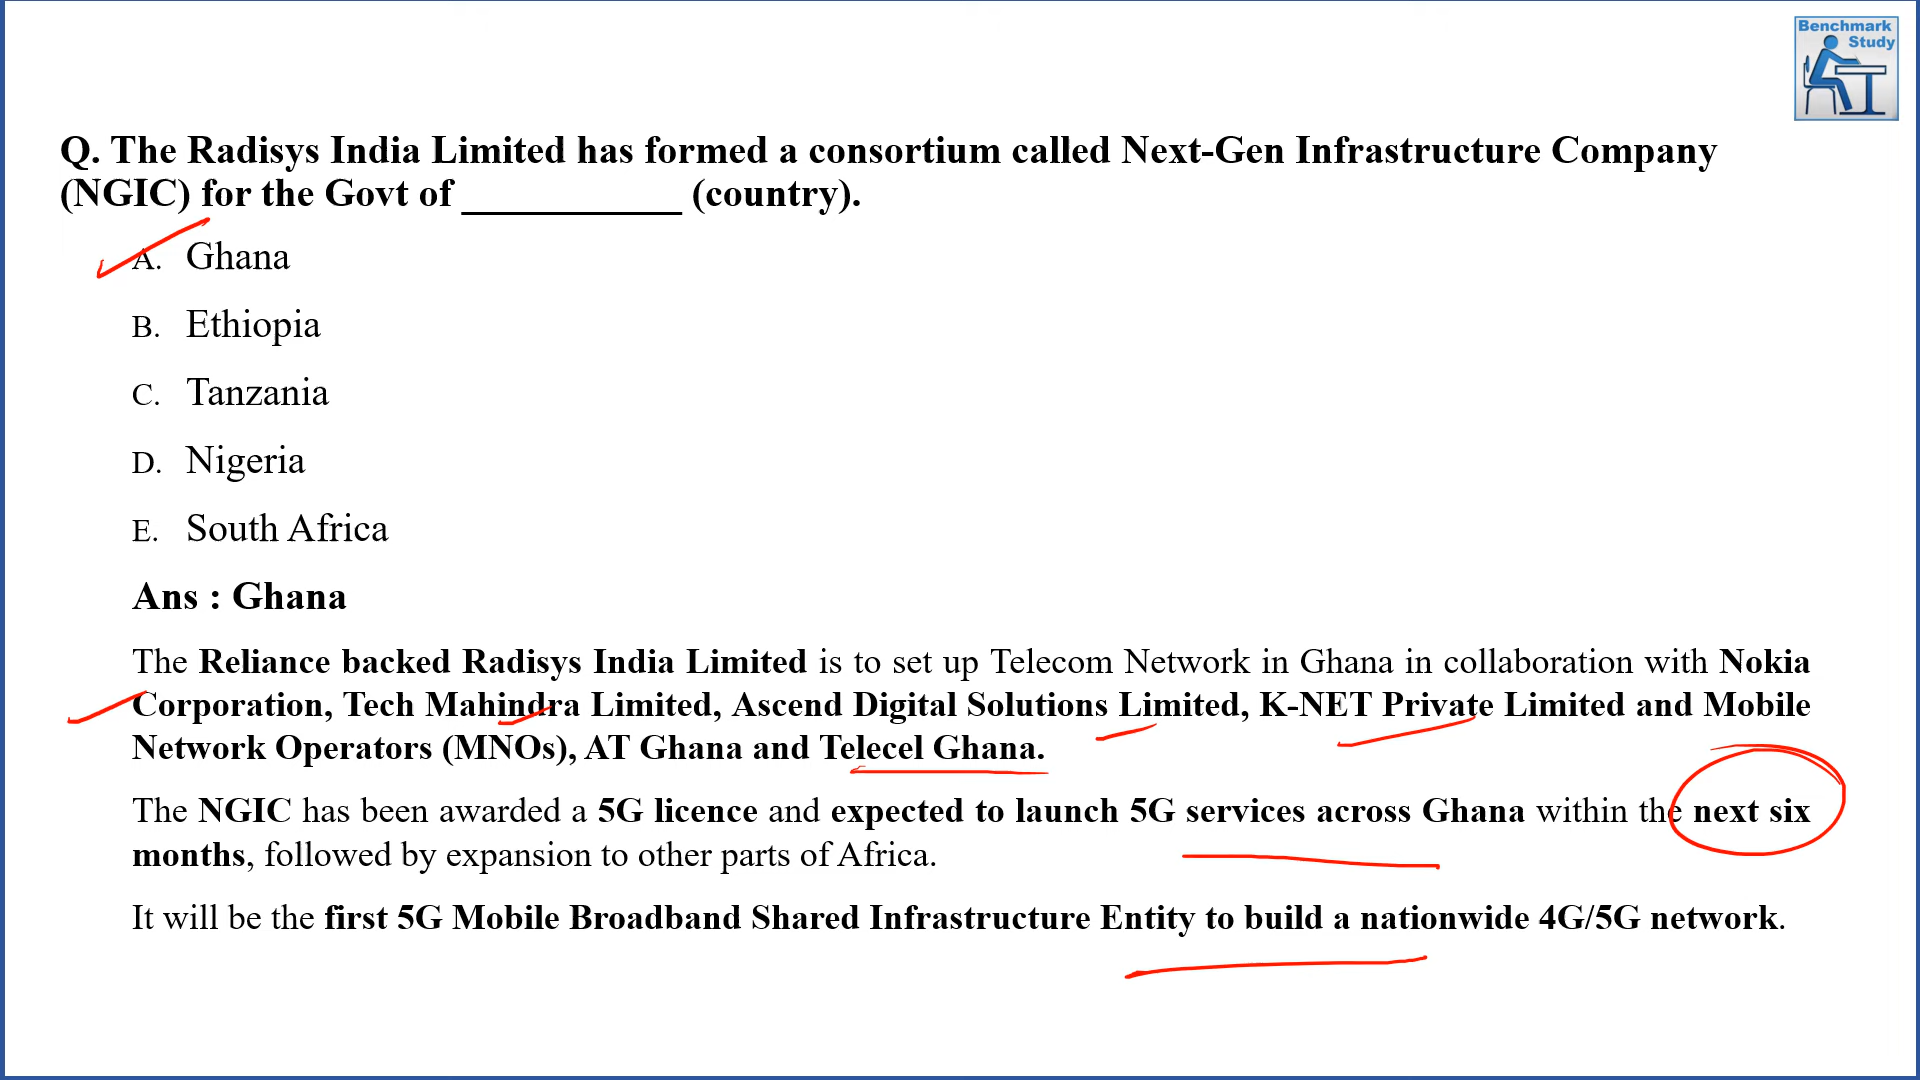 Benchmark
Study
Q. The Radisys India Limited has formed a consortium called Next-Gen Infrastructure Company
(NGIC) for the Govt of ___________ (country).
A. Ghana
B. Ethiopia
C. Tanzania
D. Nigeria
E. South Africa
Ans : Ghana
The Reliance backed Radisys India Limited is to set up Telecom Network in Ghana in collaboration with Nokia
Corporation, Tech Mahindra Limited, Ascend Digital Solutions Limited, K-NET Private Limited and Mobile
Network Operators (MNOs), AT Ghana and Telecel Ghana.
The NGIC has been awarded a 5G licence and expected to launch 5G services across Ghana within the next six
months, followed by expansion to other parts of Africa.
It will be the first 5G Mobile Broadband Shared Infrastructure Entity to build a nationwide 4G/5G network.